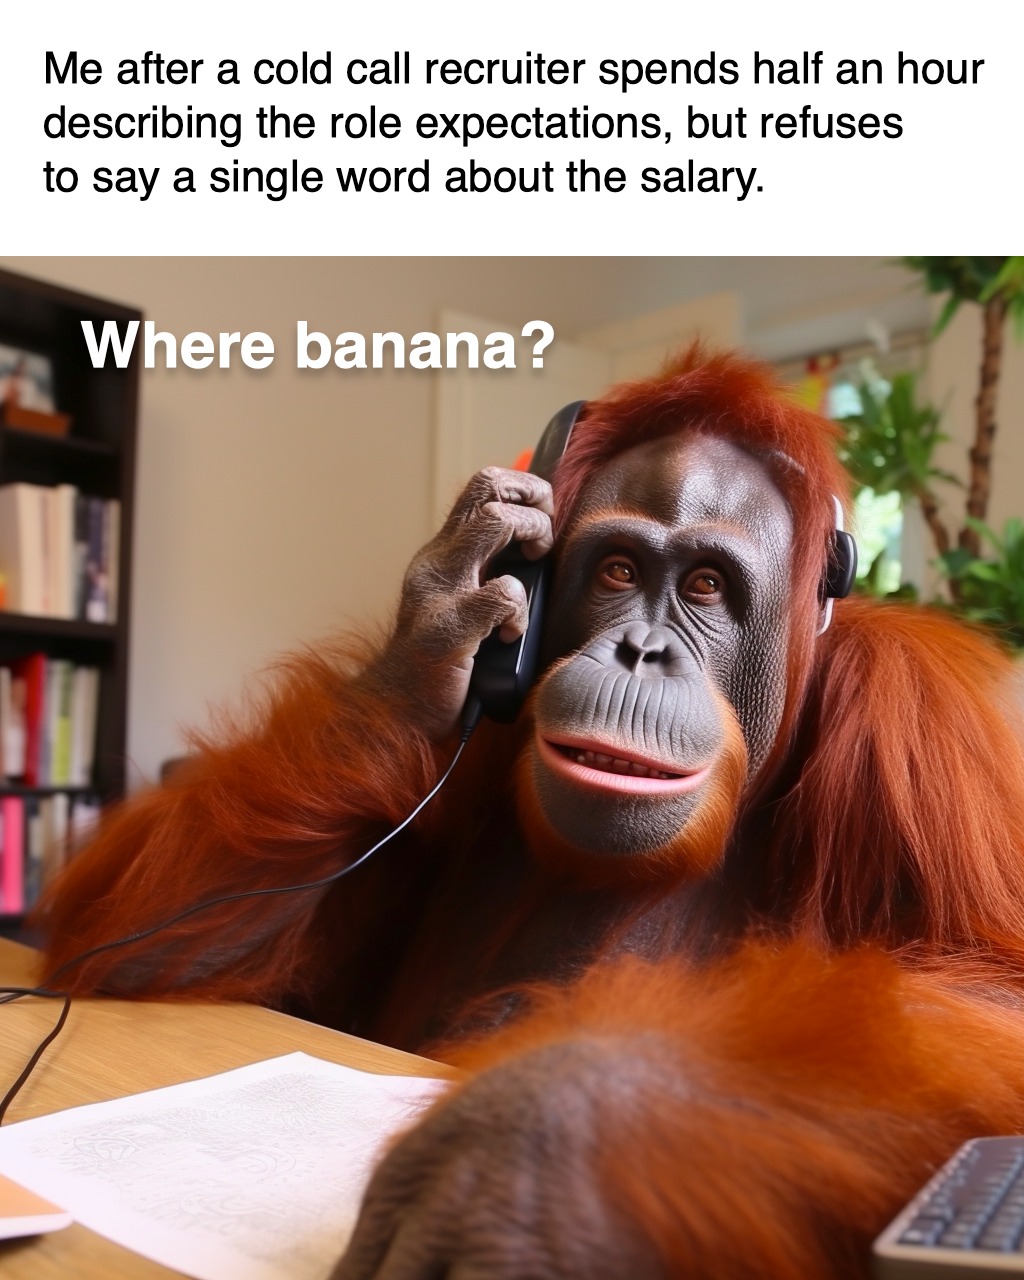 Me after a cold call recruiter spends half an hour
describing the role expectations, but refuses
to say a single word about the salary.
Where banana?